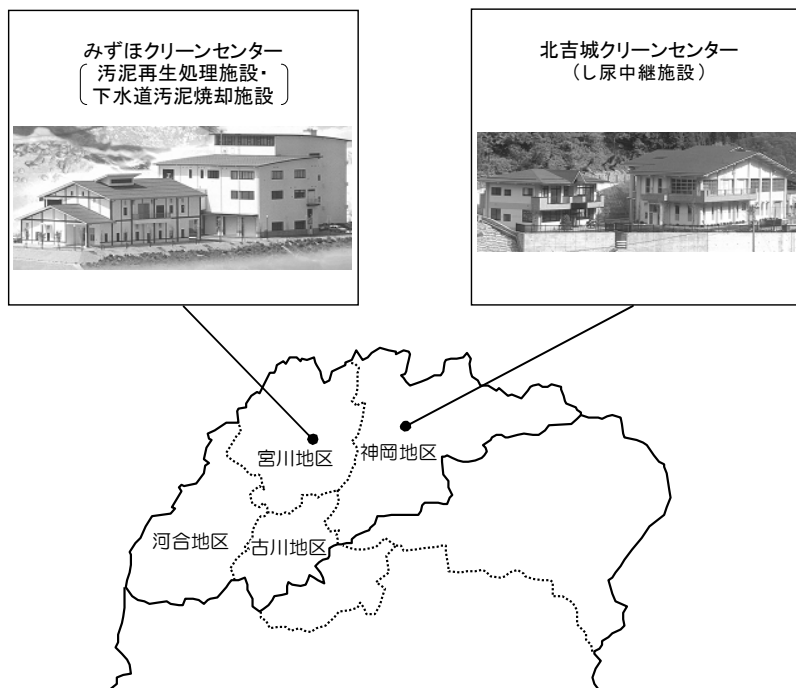 みずほクリーンセンター
汚泥再生処理施設・
下水道汚泥焼却施設
北吉城クリーンセンター
(し尿中継施設)
宮川地区
神岡地区
河合地区
古川地区